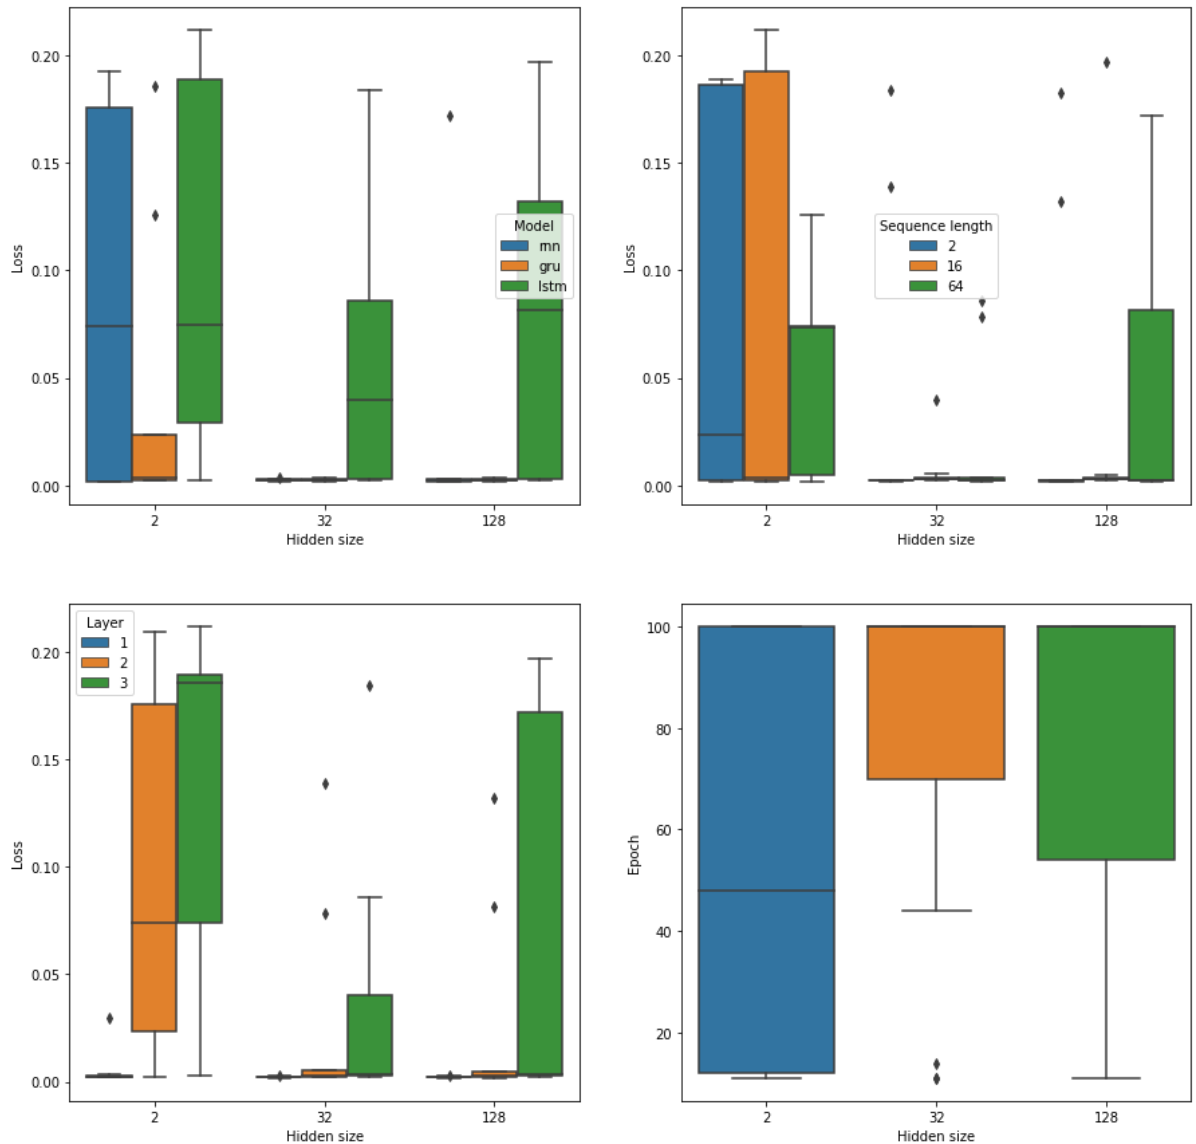 0.20
0.15
0.10
0.05
0.00
Loss
2
32
128
Hidden size
Model
rnn
gru
lstm
0.20
0.15
0.10
0.05
0.00
Loss
2
32
128
Hidden size
Sequence length
2
16
64
0.20
0.15
0.10
0.05
0.00
Loss
2
32
128
Hidden size
Layer
1
2
3
100
80
60
40
20
Epoch
2
32
128
Hidden size